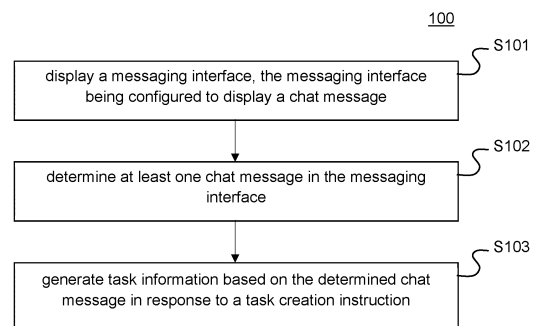 100
S101
display a messaging interface, the messaging interface
being configured to display a chat message
S102
determine at least one chat message in the messaging
interface
S103
generate task information based on the determined chat
message in response to a task creation instruction